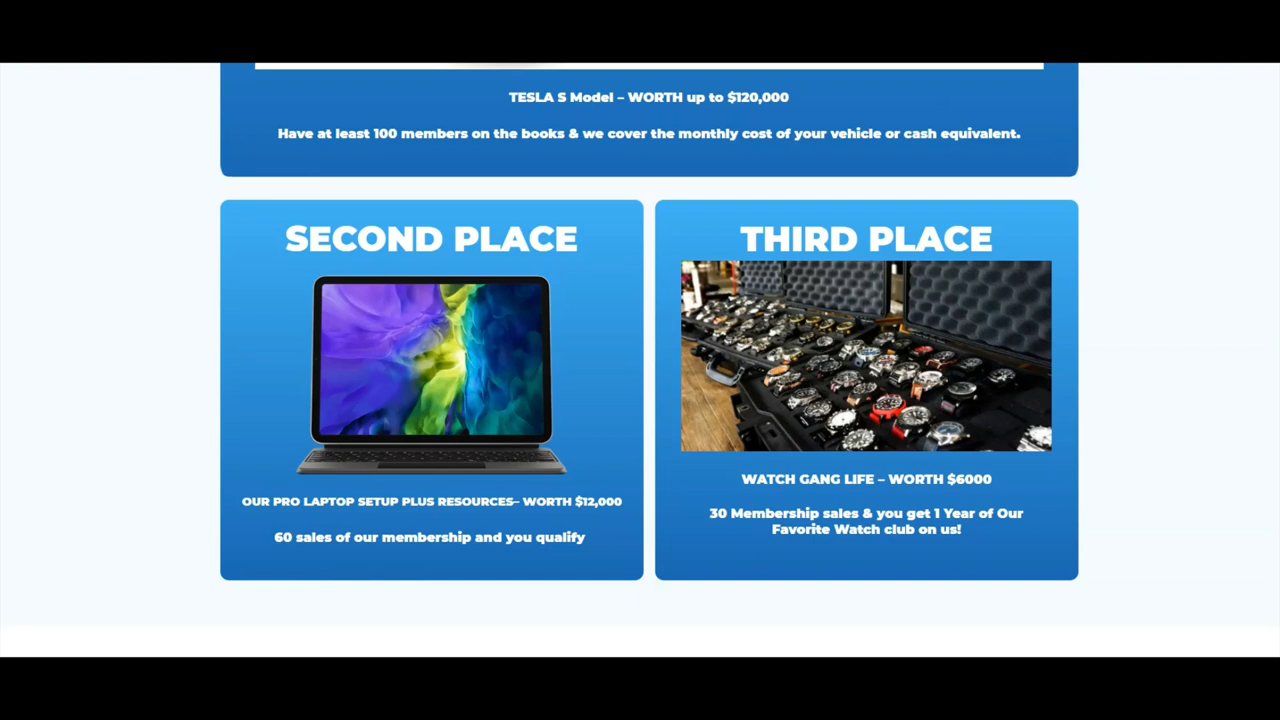 TESLA S Model – WORTH up to $120,000
Have at least 100 members on the books & we cover the monthly cost of your vehicle or cash equivalent.
SECOND PLACE
OUR PRO LAPTOP SETUP PLUS RESOURCES– WORTH $12,000
60 sales of our membership and you qualify
THIRD PLACE
WATCH GANG LIFE – WORTH $6000
30 Membership sales & you get 1 Year of Our
Favorite Watch club on us!